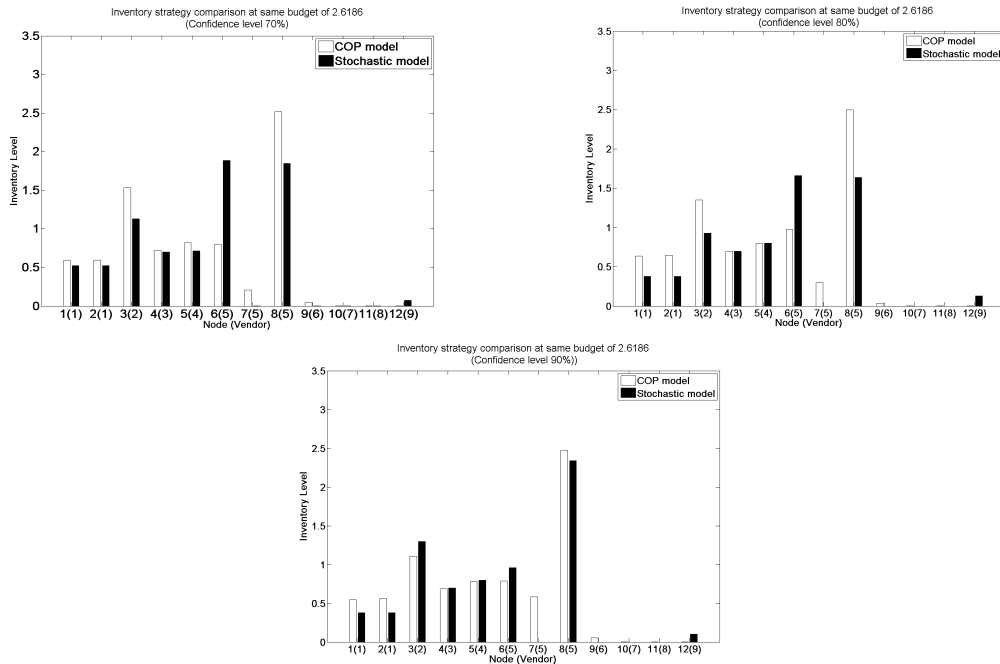 Inventory strategy comparison at same budget of 2.6186
(Confidence level 70%)
3.5
3
2.5
2
1.5
1
0.5
0
Inventory Level
COP model
Stochastic model
1(1) 2(1) 3(2) 4(3) 5(4) 6(5) 7(5) 8(5) 9(6) 10(7) 11(8) 12(9)
Node (Vendor)
Inventory strategy comparison at same budget of 2.6186
(confidence level 80%)
3.5
3
2.5
2
1.5
1
0.5
0
Inventory Level
COP model
Stochastic model
1(1) 2(1) 3(2) 4(3) 5(4) 6(5) 7(5) 8(5) 9(6) 10(7) 11(8) 12(9)
Node (Vendor)
Inventory strategy comparison at same budget of 2.6186
(Confidence level 90%))
3.5
3
2.5
2
1.5
1
0.5
0
Inventory Level
COP model
Stochastic model
1(1) 2(1) 3(2) 4(3) 5(4) 6(5) 7(5) 8(5) 9(6) 10(7) 11(8) 12(9)
Node (Vendor)